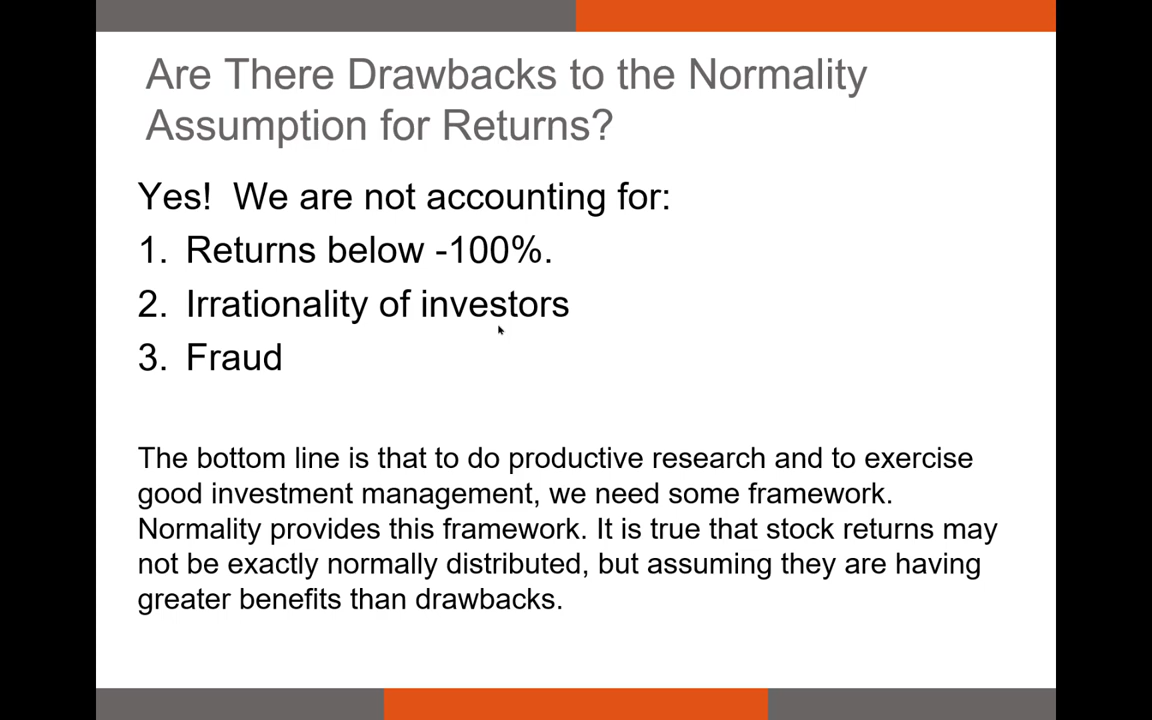 Are There Drawbacks to the Normality
Assumption for Returns?
Yes!  We are not accounting for:
1. Returns below -100%.
2. Irrationality of investors
3. Fraud
The bottom line is that to do productive research and to exercise
good investment management, we need some framework.
Normality provides this framework. It is true that stock returns may
not be exactly normally distributed, but assuming they are having
greater benefits than drawbacks.